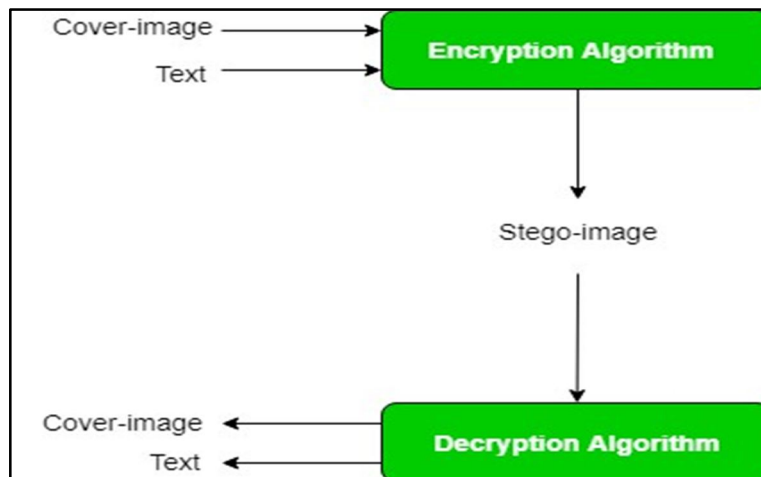 Cover-image
Encryption Algorithm
Text
Stego-image
Cover-image
Decryption Algorithm
Text